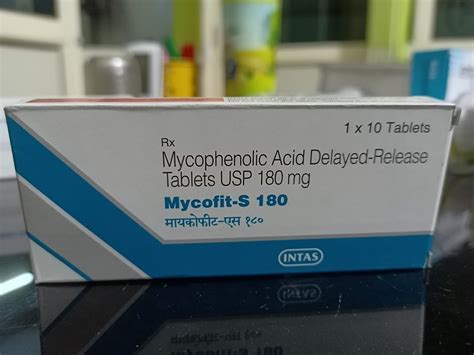 1 x 10 Tablets
Rx
Mycophenolic Acid Delayed-Release
Tablets USP 180 mg
Mycofit-S 180
मायकोफीट-एस १८०
INTAS